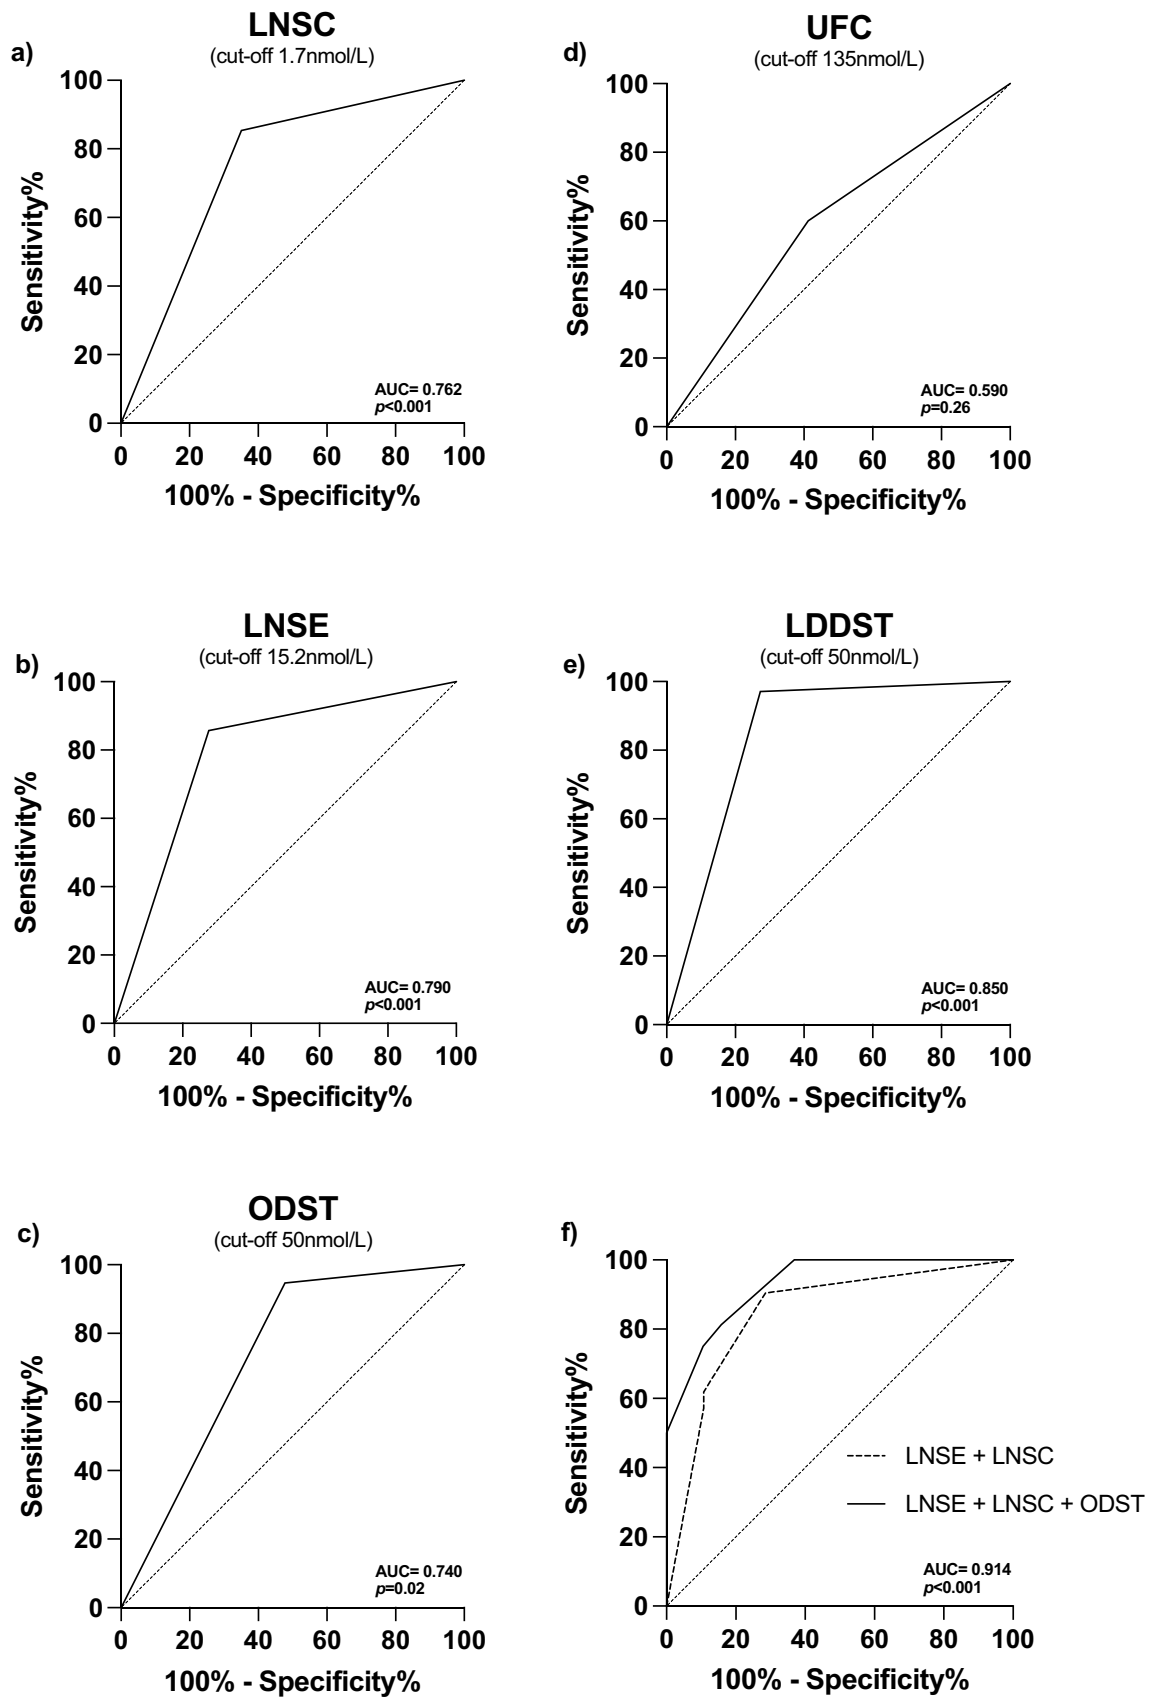 a)
LNSC
(cut-off 1.7nmol/L)
Sensitivity%
100
80
60
40
20
0
AUC= 0.762
p<0.001
0 20 40 60 80 100
100% - Specificity%
d)
UFC
(cut-off 135nmol/L)
Sensitivity%
100
80
60
40
20
0
AUC= 0.590
p=0.26
0 20 40 60 80 100
100% - Specificity%
b)
LNSE
(cut-off 15.2nmol/L)
Sensitivity%
100
80
60
40
20
0
AUC= 0.790
p<0.001
0 20 40 60 80 100
100% - Specificity%
e)
LDDST
(cut-off 50nmol/L)
Sensitivity%
100
80
60
40
20
0
AUC= 0.850
p<0.001
0 20 40 60 80 100
100% - Specificity%
c)
ODST
(cut-off 50nmol/L)
Sensitivity%
100
80
60
40
20
0
AUC= 0.740
p=0.02
0 20 40 60 80 100
100% - Specificity%
f)
Sensitivity%
100
80
60
40
20
0
LNSE + LNSC
LNSE + LNSC + ODST
AUC= 0.914
p<0.001
0 20 40 60 80 100
100% - Specificity%